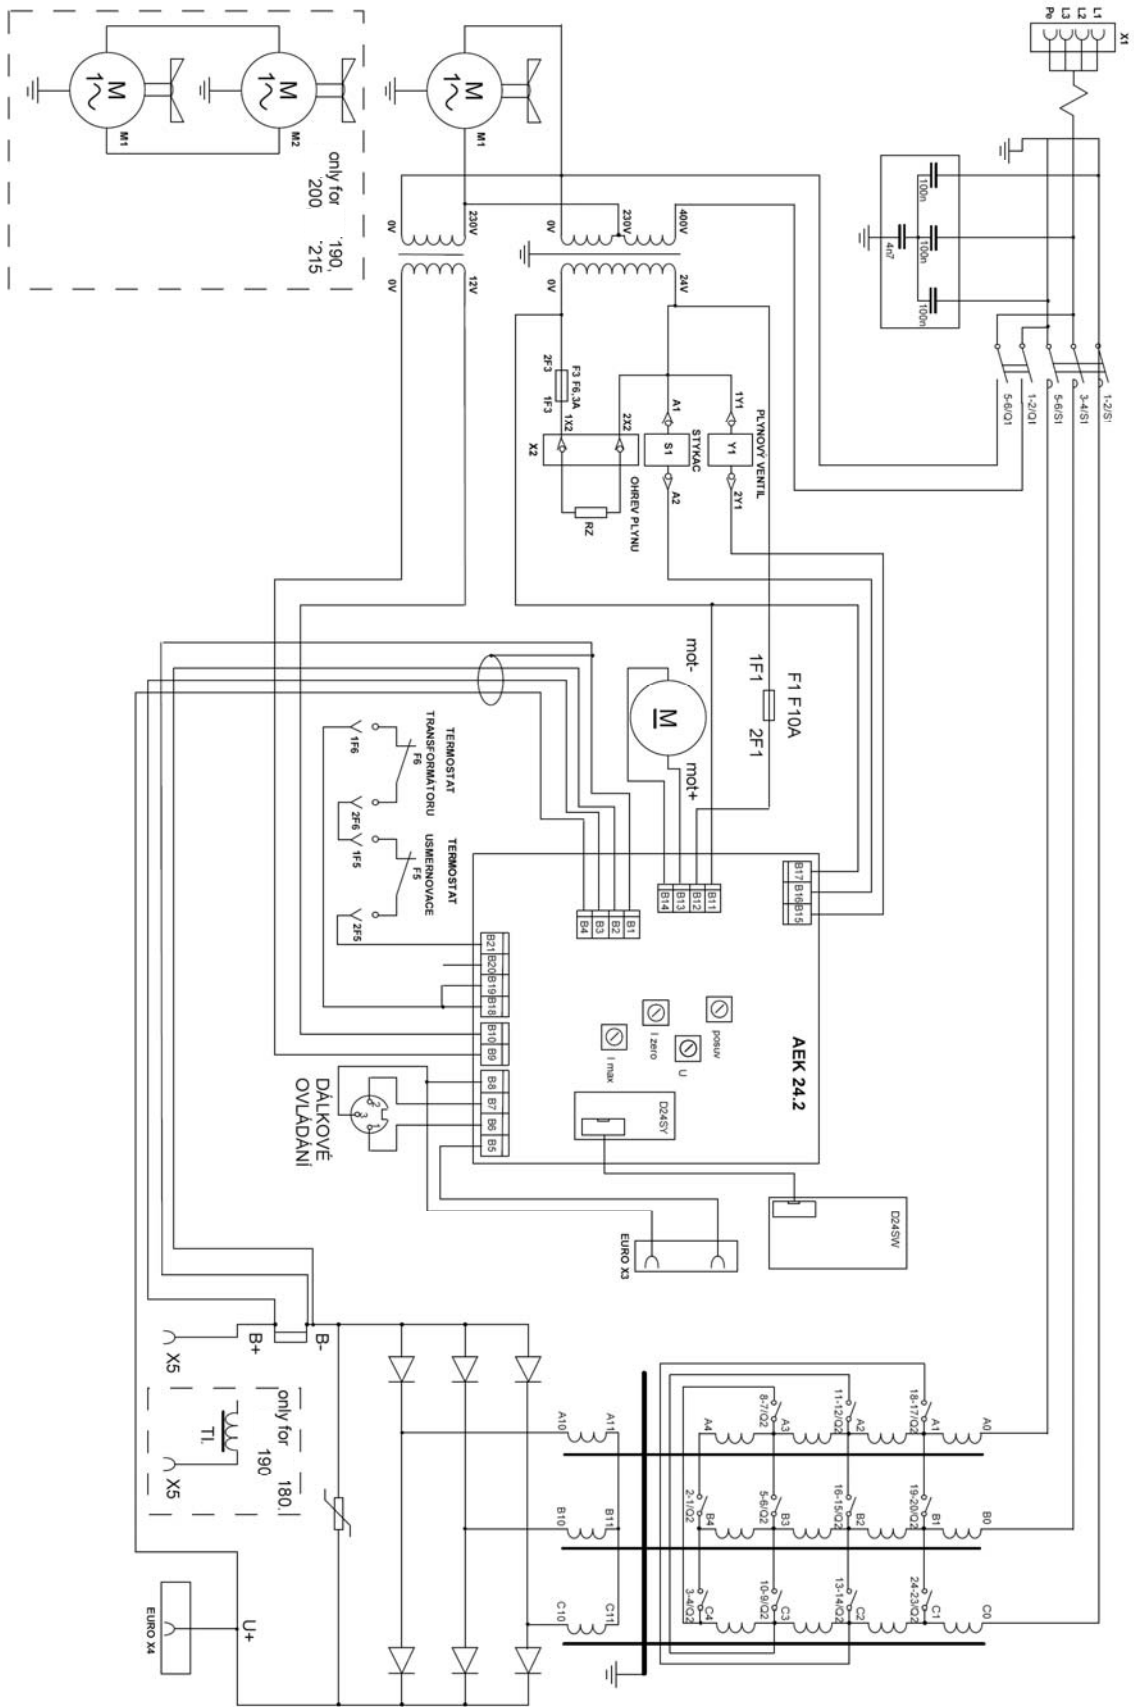 X1
L1
L2
L3
Pe
100n
100n
100n
4n7
1-2/S1
3-4/S1
5-6/S1
1-2/Q1
5-6/Q1
M
1
M1
M
1
M2
only for 190,
200 215
M
1
M1
0V
230V
0V
230V
400V
0V
12V
0V
24V
2F3
F3 F6,3A
1F3
1X2
2X2
X2
OHREV PLYNU
RZ
A1
S1
STYKAC
A2
1Y1
Y1
PLYNOVÝ VENTIL
2Y1
mot-
M
mot+
1F1
F1 F10A
2F1
TERMOSTAT
TRANSFORMÁTORU
F6
1F6
2F6
TERMOSTAT
USMERNOVACE
F5
1F5
2F5
B17
B16
B15
B11
B12
B13
B14
B1
B2
B3
B4
B21
B20
B19
B18
B10
B9
B8
B7
B6
B5
AEK 24.2
posuv
U
I zero
I max
D24SY
D24SW
EURO X3
DÁLKOVÉ
OVLÁDÁNÍ
2
3
1
B+
B-
X5
only for 180,
190
Tl.
X5
U+
EURO X4
A10
A11
B10
B11
C10
C11
A4
8-7/Q2
A3
11-12/Q2
A2
18-17/Q2
A1
A0
2-1/Q2
B4
5-6/Q2
B3
16-15/Q2
B2
19-20/Q2
B1
B0
3-4/Q2
C4
10-9/Q2
C3
13-14/Q2
C2
24-23/Q2
C1
C0